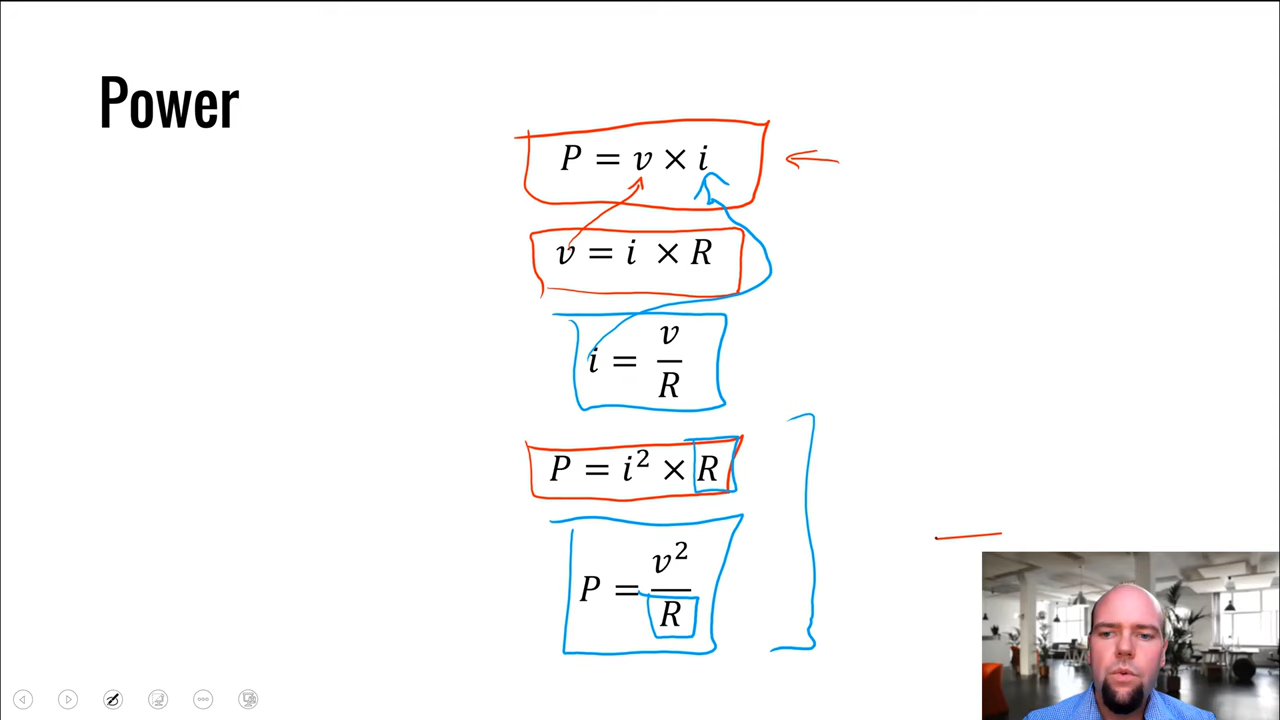 Power
P = v × i
v = i × R
i = v/R
P = i² × R
P = v²/R